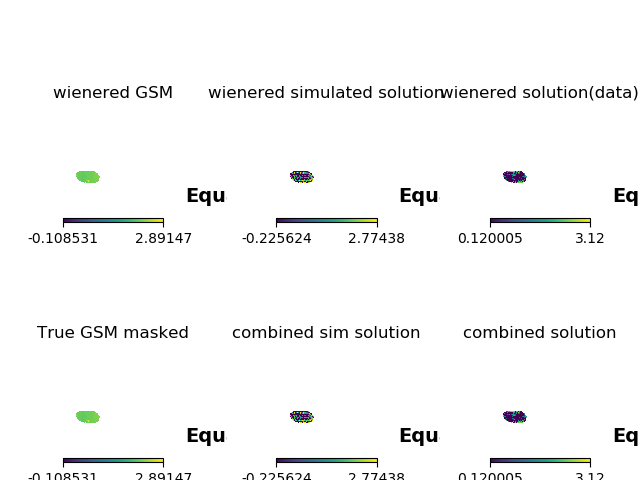 wienered GSM
wienered simulated solution
wienered solution(data)
Equ
Equ
Eq
-0.108531 2.89147
-0.225624 2.77438
0.120005 3.12
True GSM masked
combined sim solution
combined solution
Equ
Equ
Eq
-0.108531 2.89147
-0.225624 2.77438
0.120005 3.12